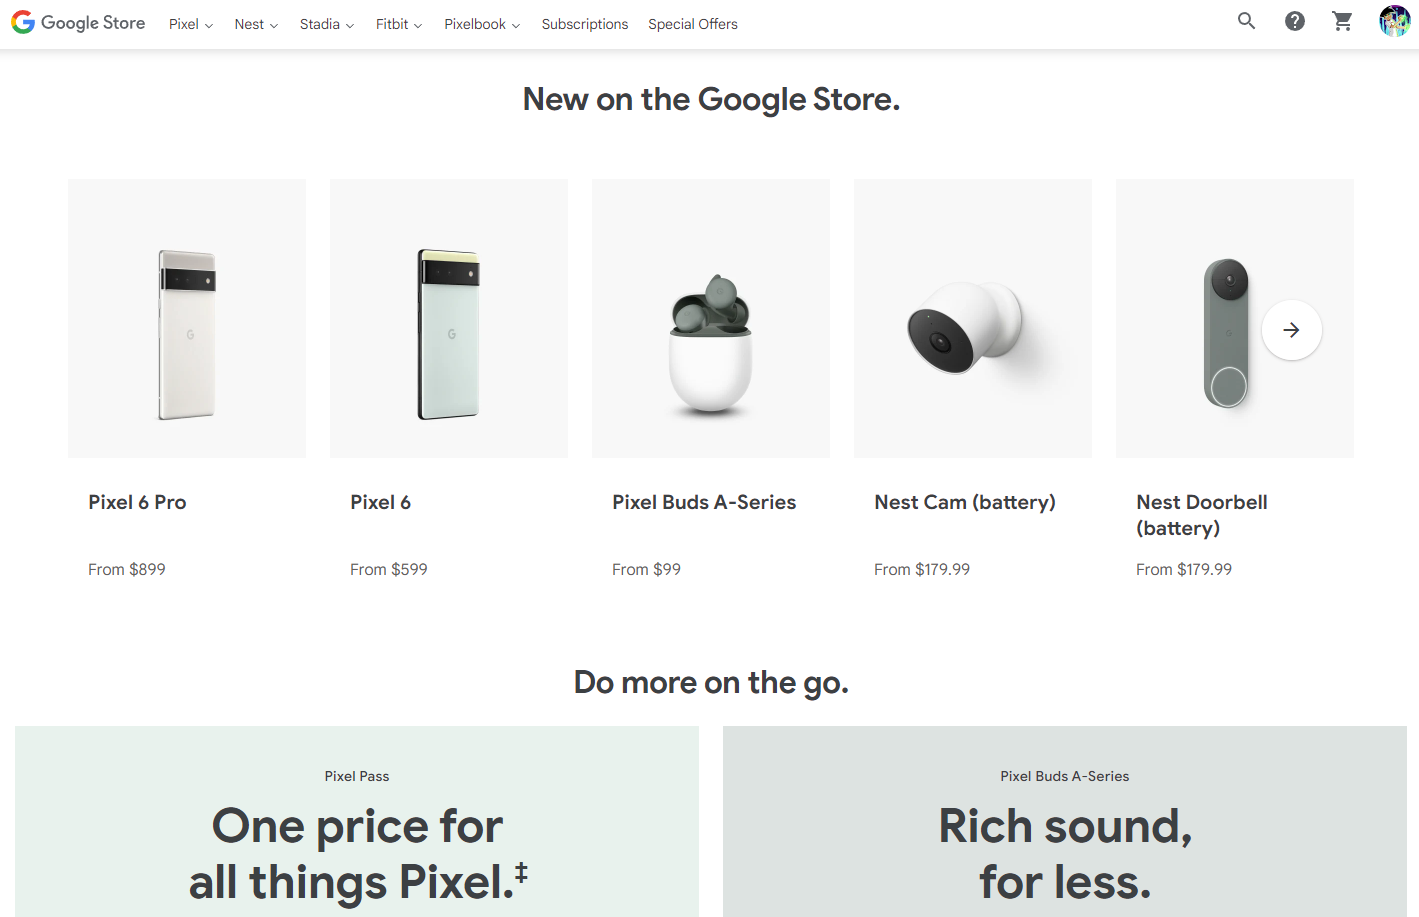 Google Store
Pixel
Nest
Stadia
Fitbit
Pixelbook
Subscriptions
Special Offers
New on the Google Store.
Pixel 6 Pro
From $899
Pixel 6
From $599
Pixel Buds A-Series
From $99
Nest Cam (battery)
From $179.99
Nest Doorbell
(battery)
From $179.99
Do more on the go.
Pixel Pass
One price for
all things Pixel.‡
Pixel Buds A-Series
Rich sound,
for less.